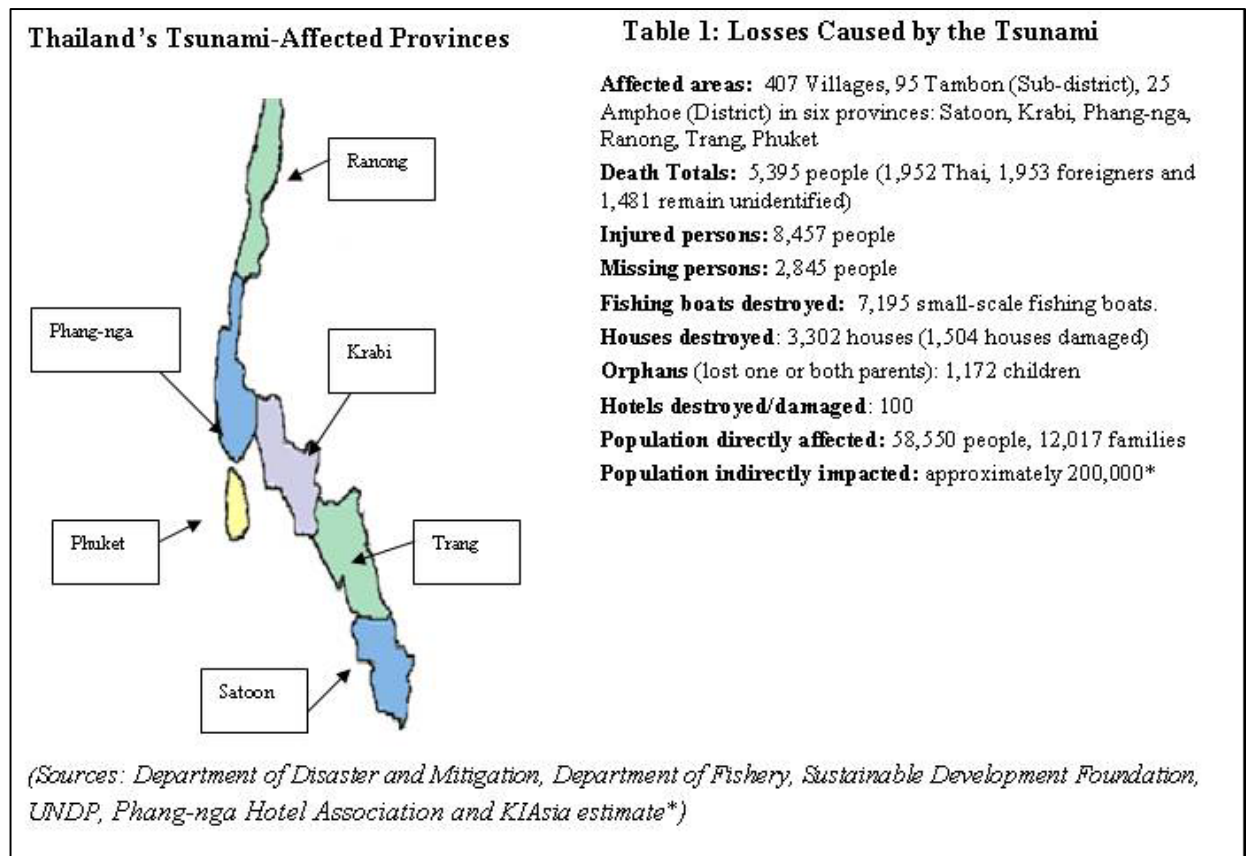 Thailand's Tsunami-Affected Provinces
Ranong
Phang-nga
Krabi
Phuket
Trang
Satoon
Table 1: Losses Caused by the Tsunami
Affected areas: 407 Villages, 95 Tambon (Sub-district), 25
Amphoe (District) in six provinces: Satoon, Krabi, Phang-nga,
Ranong, Trang, Phuket
Death Totals: 5,395 people (1,952 Thai, 1,953 foreigners and
1,481 remain unidentified)
Injured persons: 8,457 people
Missing persons: 2,845 people
Fishing boats destroyed: 7,195 small-scale fishing boats.
Houses destroyed: 3,302 houses (1,504 houses damaged)
Orphans (lost one or both parents): 1,172 children
Hotels destroyed/damaged: 100
Population directly affected: 58,550 people, 12,017 families
Population indirectly impacted: approximately 200,000*
(Sources: Department of Disaster and Mitigation, Department of Fishery, Sustainable Development Foundation,
UNDP, Phang-nga Hotel Association and KIAsia estimate*)